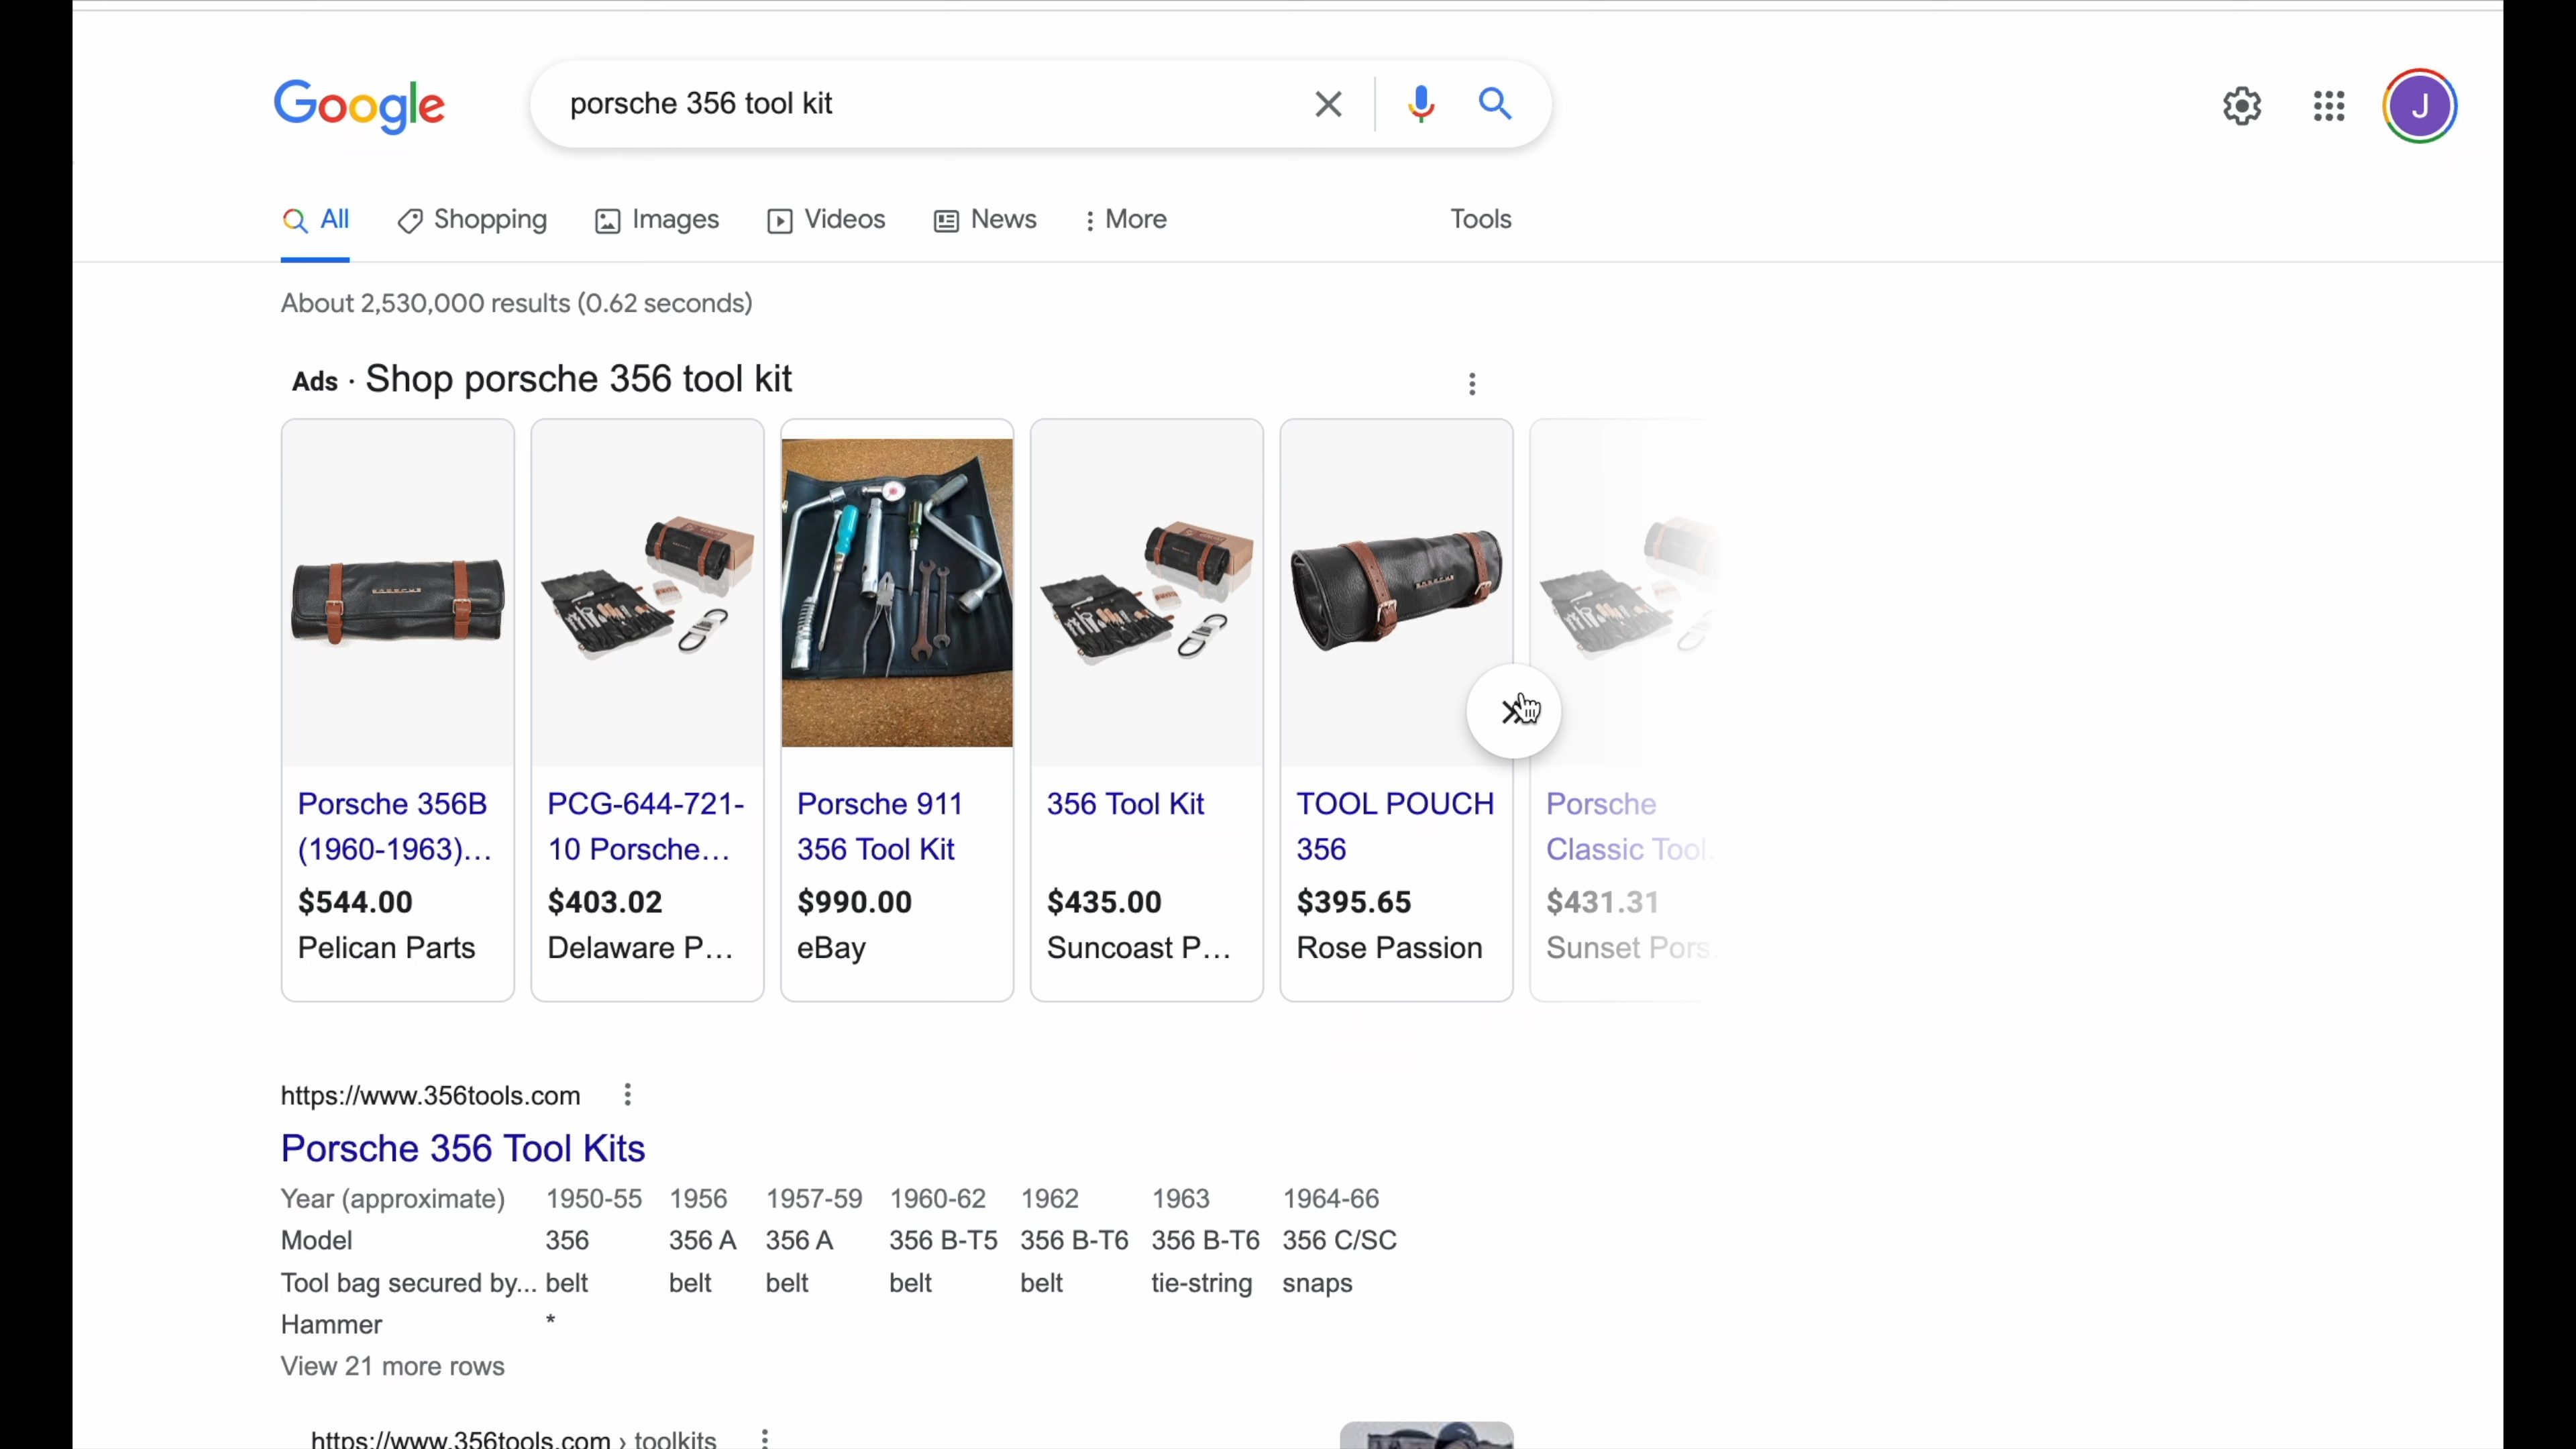 Google
porsche 356 tool kit
J
All
Shopping
Images
Videos
News
More
Tools
About 2,530,000 results (0.62 seconds)
Ads · Shop porsche 356 tool kit
Porsche 356B
(1960-1963)...
$544.00
Pelican Parts
PCG-644-721-
10 Porsche...
$403.02
Delaware P...
Porsche 911
356 Tool Kit
$990.00
eBay
356 Tool Kit
$435.00
Suncoast P...
TOOL POUCH
356
$395.65
Rose Passion
Porsche
Classic Tool.
$431.31
Sunset Pors.
https://www.356tools.com
Porsche 356 Tool Kits
Year (approximate) 1950-55 1956 1957-59 1960-62 1962 1963 1964-66
Model 356 356 A 356 A 356 B-T5 356 B-T6 356 B-T6 356 C/SC
Tool bag secured by... belt belt belt belt belt tie-string snaps
Hammer *
View 21 more rows
https://www.356tools.com › toolkits